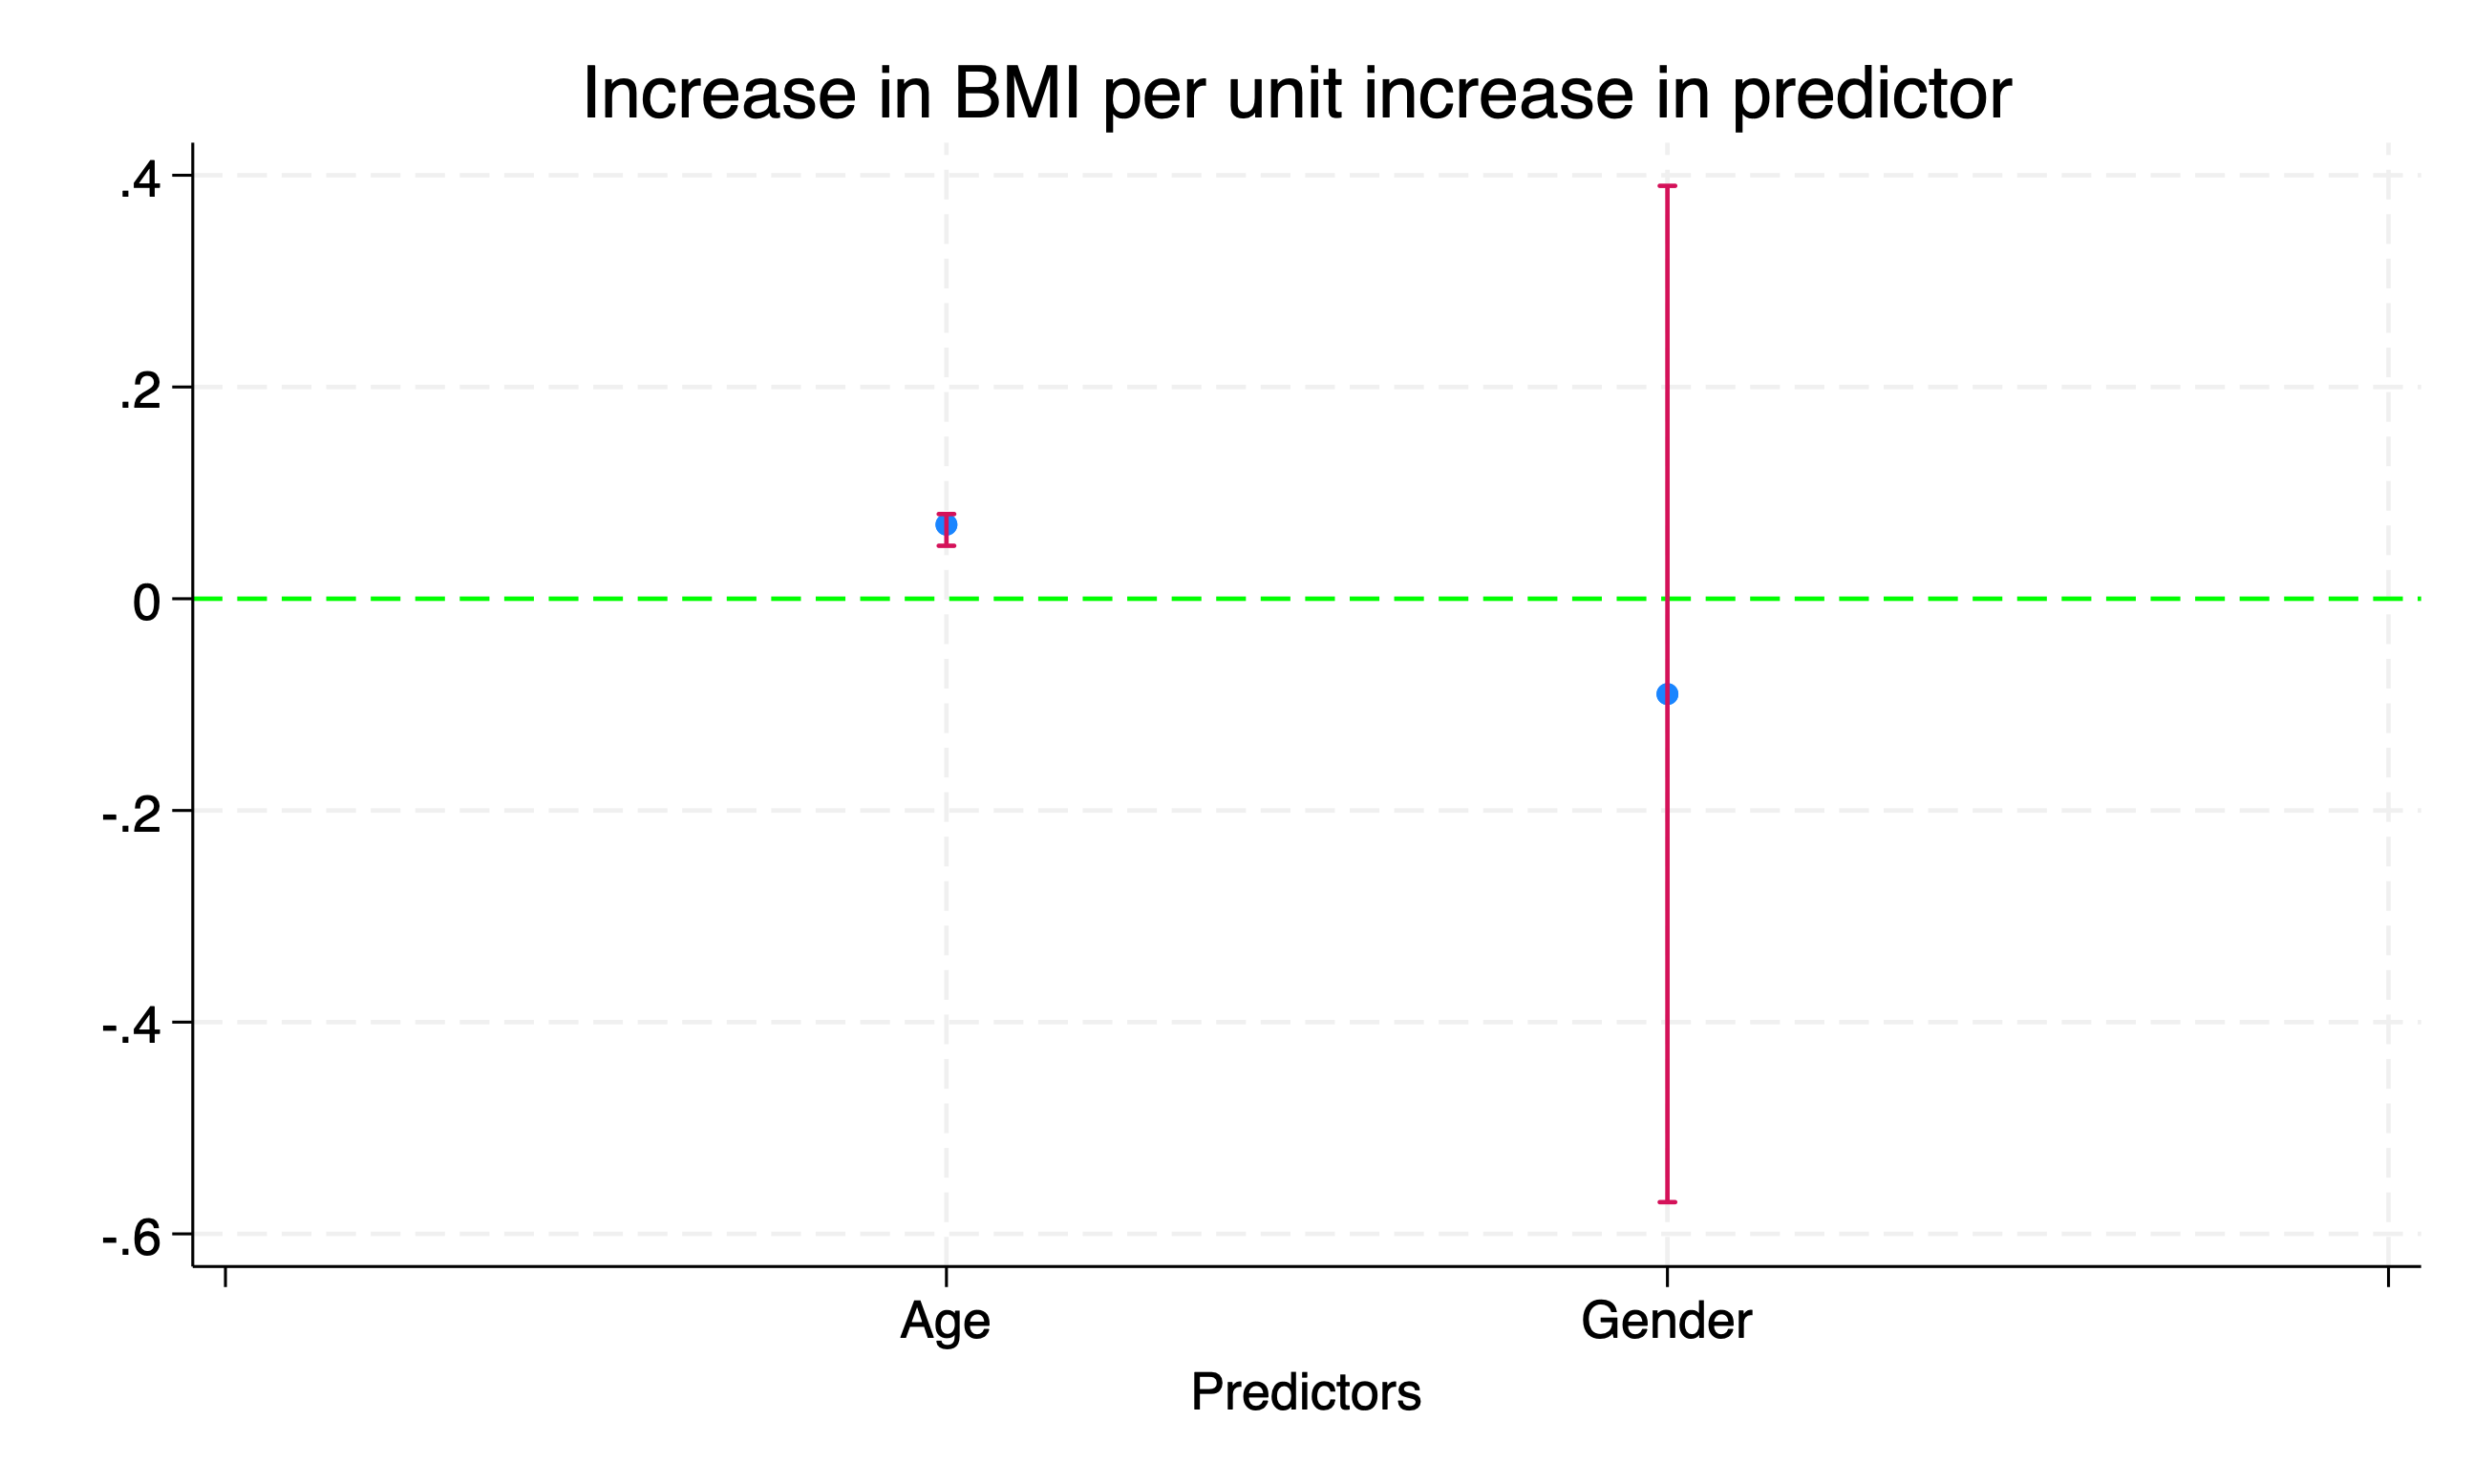 Increase in BMI per unit increase in predictor
.4
.2
0
-.2
-.4
-.6
Age Gender
Predictors